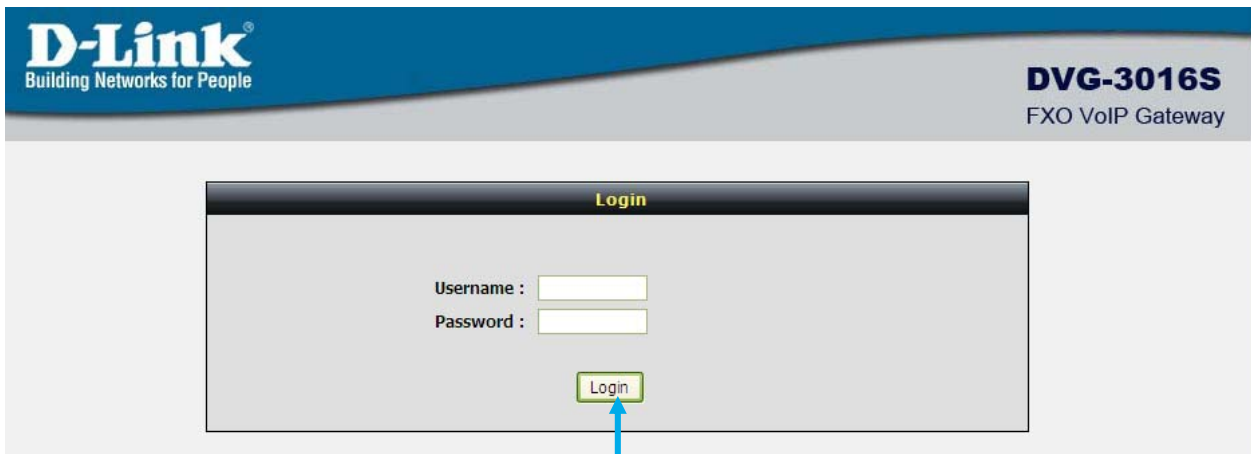 D-Link®
Building Networks for People
DVG-3016S
FXO VoIP Gateway
Login
Username :
Password :
Login